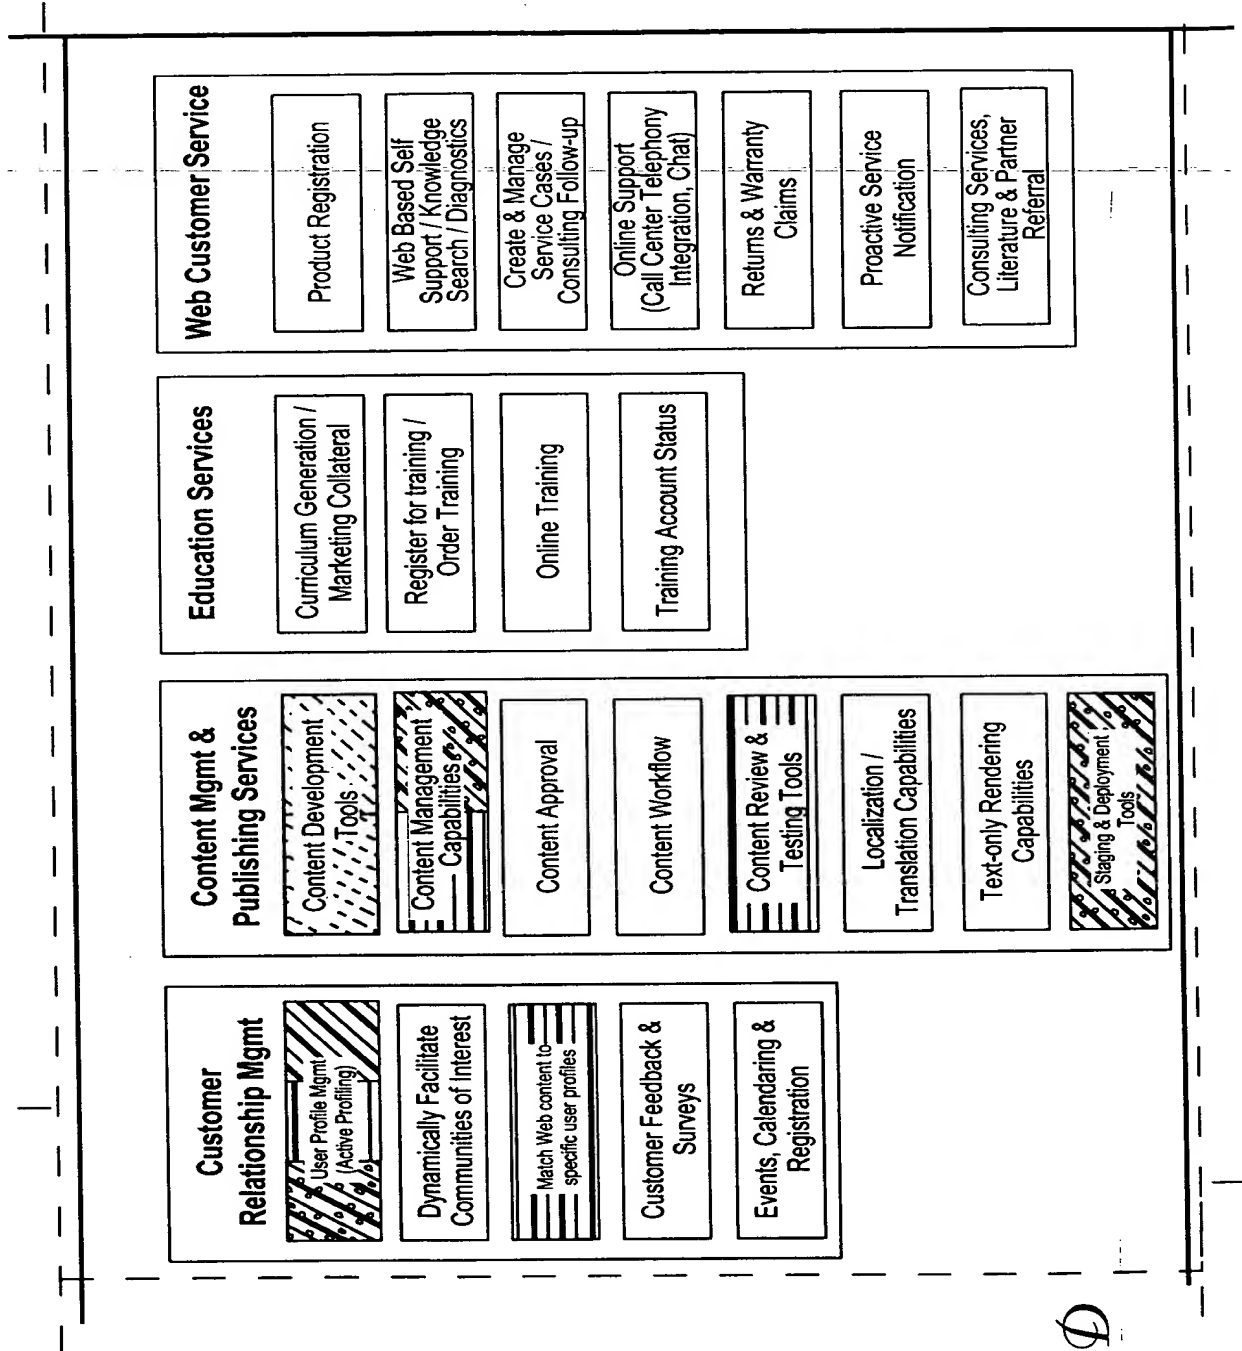 Customer
Relationship Mgmt
User Profile Mgmt
(Active Profiling)
Dynamically Facilitate
Communities of Interest
Match Web content to
specific user profiles
Customer Feedback &
Surveys
Events, Calendaring &
Registration
Content Mgmt &
Publishing Services
Content Development
Tools
Content Management
Capabilities
Content Approval
Content Workflow
Content Review &
Testing Tools
Localization /
Translation Capabilities
Text-only Rendering
Capabilities
Staging & Deployment
Tools
Education Services
Curriculum Generation /
Marketing Collateral
Register for training /
Order Training
Online Training
Training Account Status
Web Customer Service
Product Registration
Web Based Self
Support / Knowledge
Search / Diagnostics
Create & Manage
Service Cases /
Consulting Follow-up
Online Support
(Call Center Telephony
Integration, Chat)
Returns & Warranty
Claims
Proactive Service
Notification
Consulting Services,
Literature & Partner
Referral
D